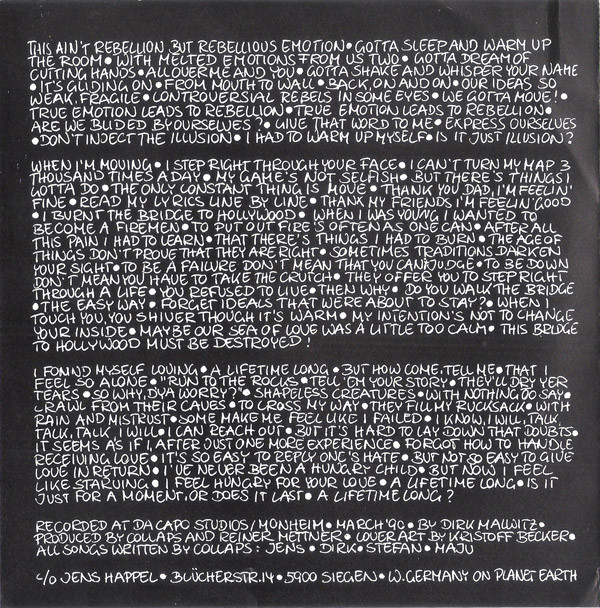 THIS AIN'T REBELLION BUT REBELLIOUS EMOTION • GOTTA SLEEP AND WARM UP
THE ROOM • WITH MELTED EMOTIONS FROM US TWO • GOTTA DREAM OF
CUTTING HANDS • ALL OVER ME AND YOU • GOTTA SHAKE AND WHISPER YOUR NAME
• IT'S GLIDING ON • FROM MOUTH TO WALL • BACK, ON AND ON • OUR IDEAS SO
WEAK, FRAGILE • CONTROVERSIAL REBELS IN SOME EYES • WE GOTTA MOVE! •
TRUE EMOTION LEADS TO REBELLION • TRUE EMOTION LEADS TO REBELLION •
ARE WE BLIDED BY OURSELVES? • GIVE THAT WORD TO ME • EXPRESS OURSELVES
• DON'T INJECT THE ILLUSION • I HAD TO WARM UP MYSELF • IS IT JUST ILLUSION?
WHEN I'M MOVING • I STEP RIGHT THROUGH YOUR FACE • I CAN'T TURN MY MAP 3
THOUSAND TIMES A DAY • MY GAME'S NOT SELFISH • BUT THERE'S THINGS I
GOTTA DO • THE ONLY CONSTANT THING IS MOVE • THANK YOU DAD, I'M FEELIN'
FINE • READ MY LYRICS LINE BY LINE • THANK MY FRIENDS I'M FEELIN' GOOD
• I BURNT THE BRIDGE TO HOLLYWOOD • WHEN I WAS YOUNG I WANTED TO
BECOME A FIREMEN • TO PUT OUT FIRE'S OFTEN AS ONE CAN • AFTER ALL
THIS PAIN I HAD TO LEARN • THAT THERE'S THINGS I HAD TO BURN • THE AGE OF
THINGS DON'T PROVE THAT THEY ARE RIGHT • SOMETIMES TRADITIONS DARKEN
YOUR SIGHT • TO BE A FAILURE DON'T MEAN THAT YOU CAN JUDGE • TO BE DOWN
DON'T MEAN YOU HAVE TO TAKE THE CRUTCH • THEY OFFER YOU TO STEP RIGHT
THROUGH A LIFE • YOU REFUSED TO LIVE • THEN WHY • DO YOU WALK THE BRIDGE
• THE EASY WAY • FORGET IDEALS THAT WERE ABOUT TO STAY? • WHEN I
TOUGH YOU, YOU SHIVER THOUGH IT'S WARM • MY INTENTION'S NOT TO CHANGE
YOUR INSIDE • MAYBE OUR SEA OF LOVE WAS A LITTLE TOO CALM • THIS BRIDGE
TO HOLLYWOOD MUST BE DESTROYED!
I FOUND MYSELF LOVING • A LIFETIME LONG • BUT HOW COME, TELL ME • THAT I
FEEL SO ALONE • "RUN TO THE ROCKS • TELL 'EM YOUR STORY • THEY'LL DRY YER
TEARS • SO WHY, D'YA WORRY?" • SHAPELESS CREATURES • WITH NOTHING TO SAY •
CRAWL FROM THEIR CAVES • TO CROSS MY WAY • THEY FILL MY RUCKSACK • WITH
RAIN AND MISTRUST • SOME MAKE ME FEEL LIKE I FAILED • I KNOW, I WILL TALK,
TALK, TALK, I WILL • I CAN REACH OUT • BUT IT'S HARD TO LAY DOWN THAT DOUBTS •
IT SEEMS AS IF I, AFTER JUST ONE MORE EXPERIENCE • FORGOT HOW TO HANDLE
RECEIVING LOVE • IT'S SO EASY TO REPLY ONE'S HATE • BUT NOT SO EASY TO GIVE
LOVE IN RETURN • I'VE NEVER BEEN A HUNGRY CHILD • BUT NOW I FEEL
LIKE STARVING • I FEEL HUNGRY FOR YOUR LOVE • A LIFETIME LONG • IS IT
JUST FOR A MOMENT, OR DOES IT LAST • A LIFETIME LONG?
RECORDED AT DA CAPO STUDIOS/MONHEIM • MARCH '90 • BY DIRK MALWITZ •
PRODUCED BY COLLAPS AND REINER METTNER • COVER ART BY KRISTOFF BECKER •
ALL SONGS WRITTEN BY COLLAPS: JENS • DIRK • STEFAN • MAJU
C/O JENS HAPPEL • BLÜCHERSTR. 14 • 5900 SIEGEN • W. GERMANY ON PLANET EARTH